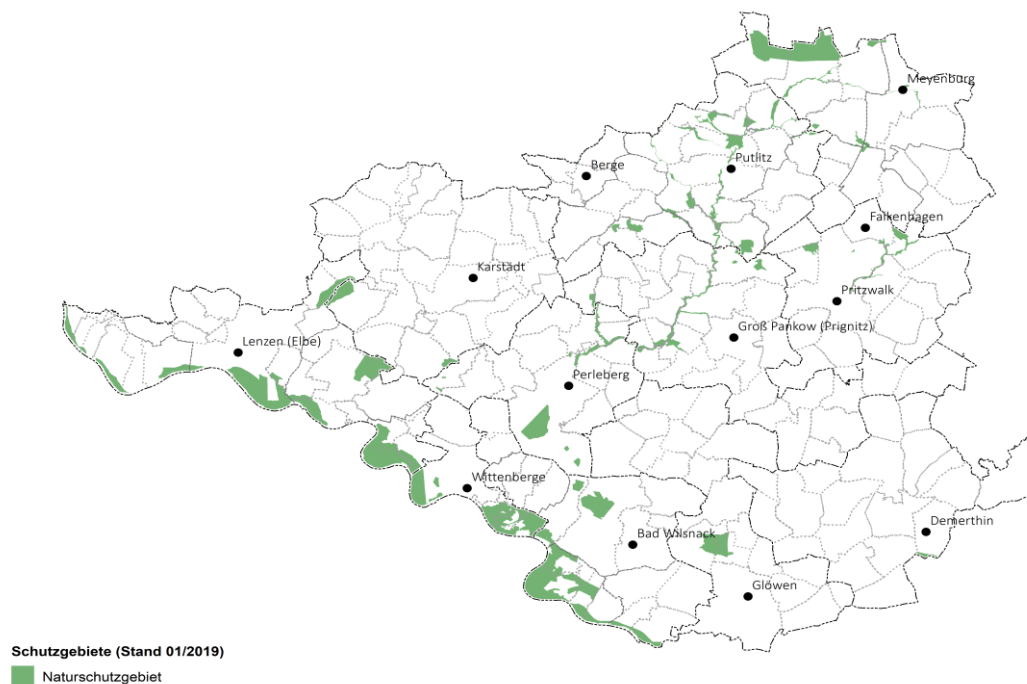 Meyenburg
Putlitz
Berge
Falkenhagen
Karstädt
Pritzwalk
Groß Pankow (Prignitz)
Lenzen (Elbe)
Perleberg
Wittenberge
Demerthin
Bad Wilsnack
Glöwen
Schutzgebiete (Stand 01/2019)
Naturschutzgebiet